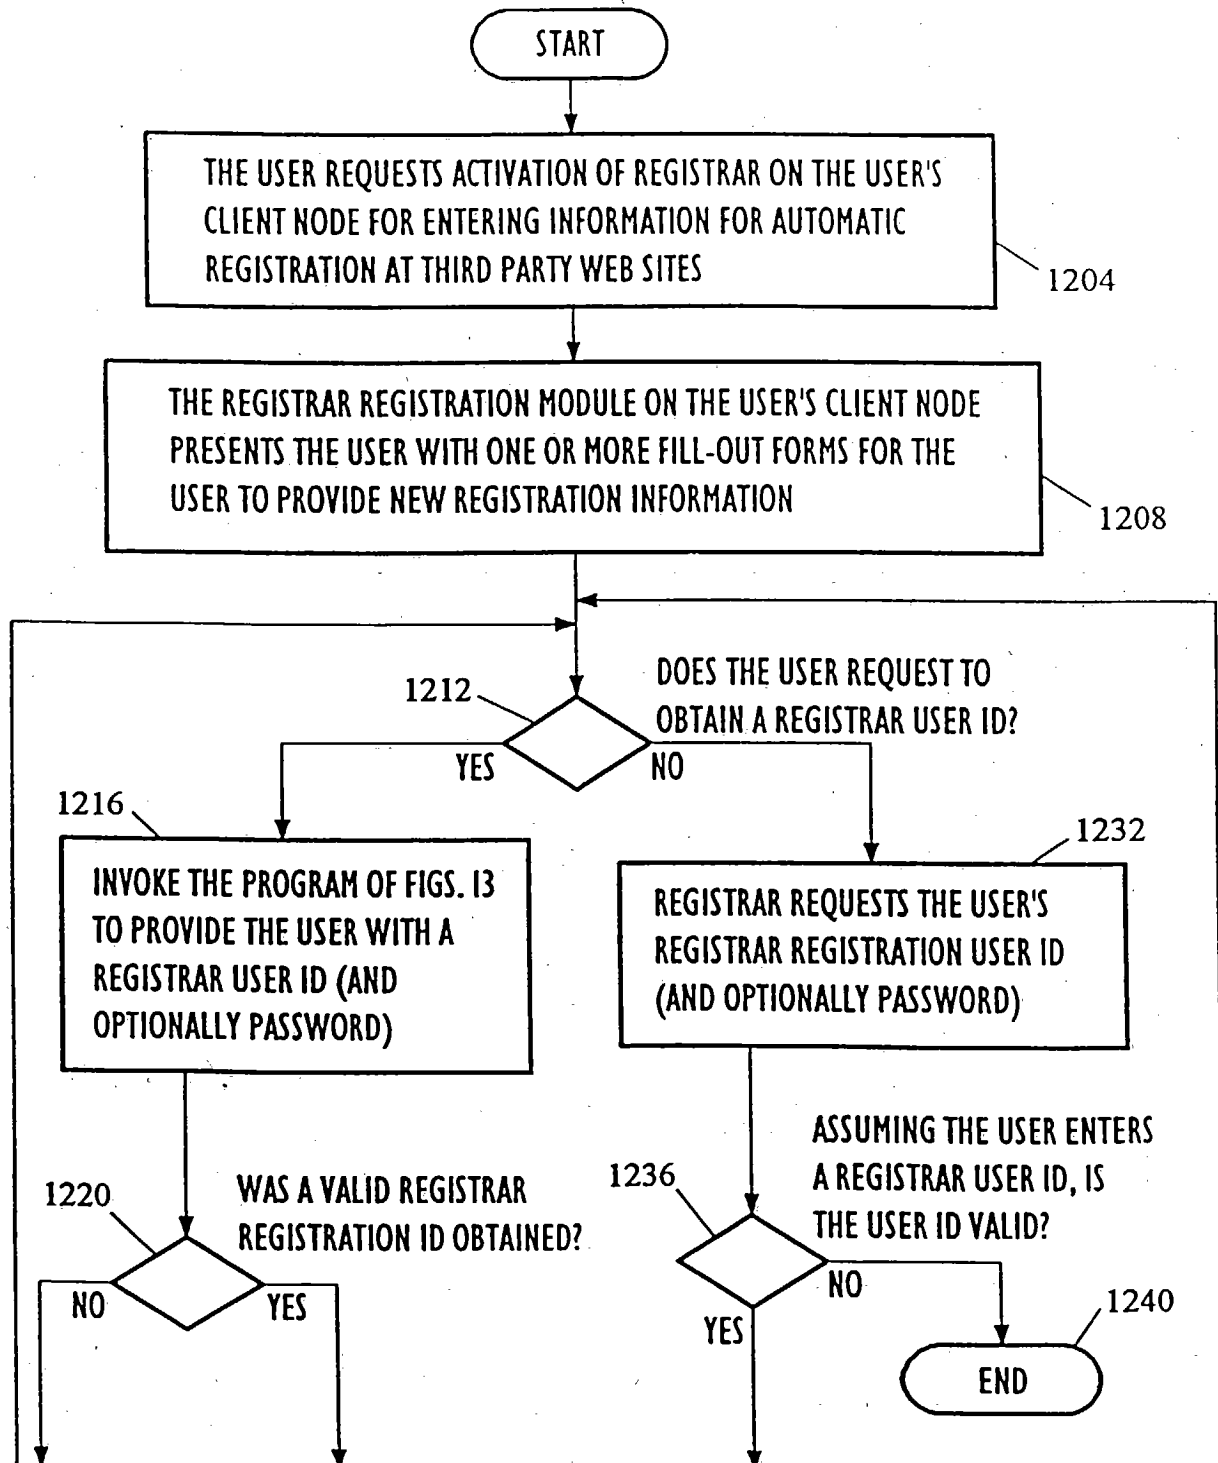 START
THE USER REQUESTS ACTIVATION OF REGISTRAR ON THE USER'S
CLIENT NODE FOR ENTERING INFORMATION FOR AUTOMATIC
REGISTRATION AT THIRD PARTY WEB SITES
1204
THE REGISTRAR REGISTRATION MODULE ON THE USER'S CLIENT NODE
PRESENTS THE USER WITH ONE OR MORE FILL-OUT FORMS FOR THE
USER TO PROVIDE NEW REGISTRATION INFORMATION
1208
1212
DOES THE USER REQUEST TO
OBTAIN A REGISTRAR USER ID?
YES
NO
1216
INVOKE THE PROGRAM OF FIGS. 13
TO PROVIDE THE USER WITH A
REGISTRAR USER ID (AND
OPTIONALLY PASSWORD)
1232
REGISTRAR REQUESTS THE USER'S
REGISTRAR REGISTRATION USER ID
(AND OPTIONALLY PASSWORD)
1220
WAS A VALID REGISTRAR
REGISTRATION ID OBTAINED?
NO
YES
1236
ASSUMING THE USER ENTERS
A REGISTRAR USER ID, IS
THE USER ID VALID?
NO
YES
1240
END